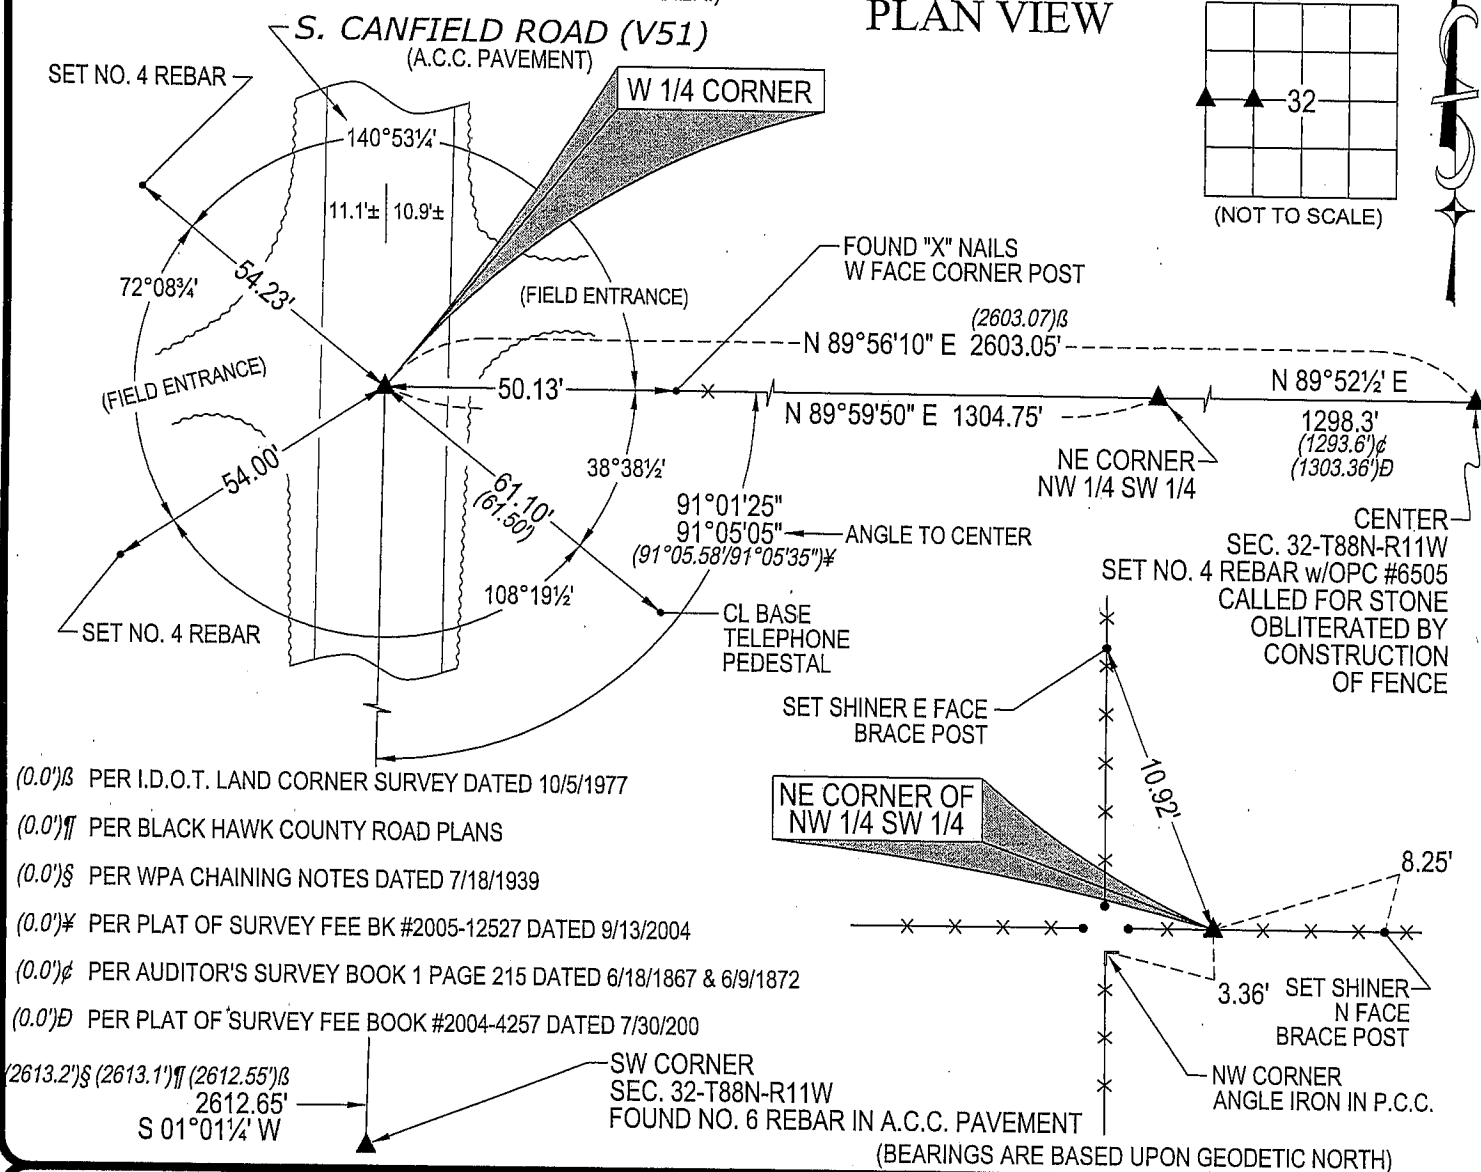 PLAN VIEW
S. CANFIELD ROAD (V51)
(A.C.C. PAVEMENT)
SET NO. 4 REBAR
W 1/4 CORNER
32
(NOT TO SCALE)
140°53¼'
11.1'± 10.9'±
72°08¾'
54.23'
(FIELD ENTRANCE)
FOUND "X" NAILS
W FACE CORNER POST
(2603.07)ß
N 89°56'10" E 2603.05'
(FIELD ENTRANCE)
50.13'
N 89°59'50" E 1304.75'
N 89°52½' E
1298.3'
(1293.6')¢
(1303.36')Ð
NE CORNER
NW 1/4 SW 1/4
54.00'
61.10'
(61.50')
38°38½'
91°01'25"
91°05'05"
ANGLE TO CENTER
(91°05.58'/91°05'35")¥
108°19½'
CENTER
SEC. 32-T88N-R11W
SET NO. 4 REBAR w/OPC #6505
CALLED FOR STONE
OBLITERATED BY
CONSTRUCTION
OF FENCE
SET NO. 4 REBAR
CL BASE
TELEPHONE
PEDESTAL
SET SHINER E FACE
BRACE POST
10.92'
NE CORNER OF
NW 1/4 SW 1/4
8.25'
3.36'
SET SHINER
N FACE
BRACE POST
NW CORNER
ANGLE IRON IN P.C.C.
(0.0')ß PER I.D.O.T. LAND CORNER SURVEY DATED 10/5/1977
(0.0')¶ PER BLACK HAWK COUNTY ROAD PLANS
(0.0')§ PER WPA CHAINING NOTES DATED 7/18/1939
(0.0')¥ PER PLAT OF SURVEY FEE BK #2005-12527 DATED 9/13/2004
(0.0')¢ PER AUDITOR'S SURVEY BOOK 1 PAGE 215 DATED 6/18/1867 & 6/9/1872
(0.0')Ð PER PLAT OF SURVEY FEE BOOK #2004-4257 DATED 7/30/200
(2613.2')§ (2613.1')¶ (2612.55')ß
2612.65'
S 01°01¼' W
SW CORNER
SEC. 32-T88N-R11W
FOUND NO. 6 REBAR IN A.C.C. PAVEMENT
(BEARINGS ARE BASED UPON GEODETIC NORTH)